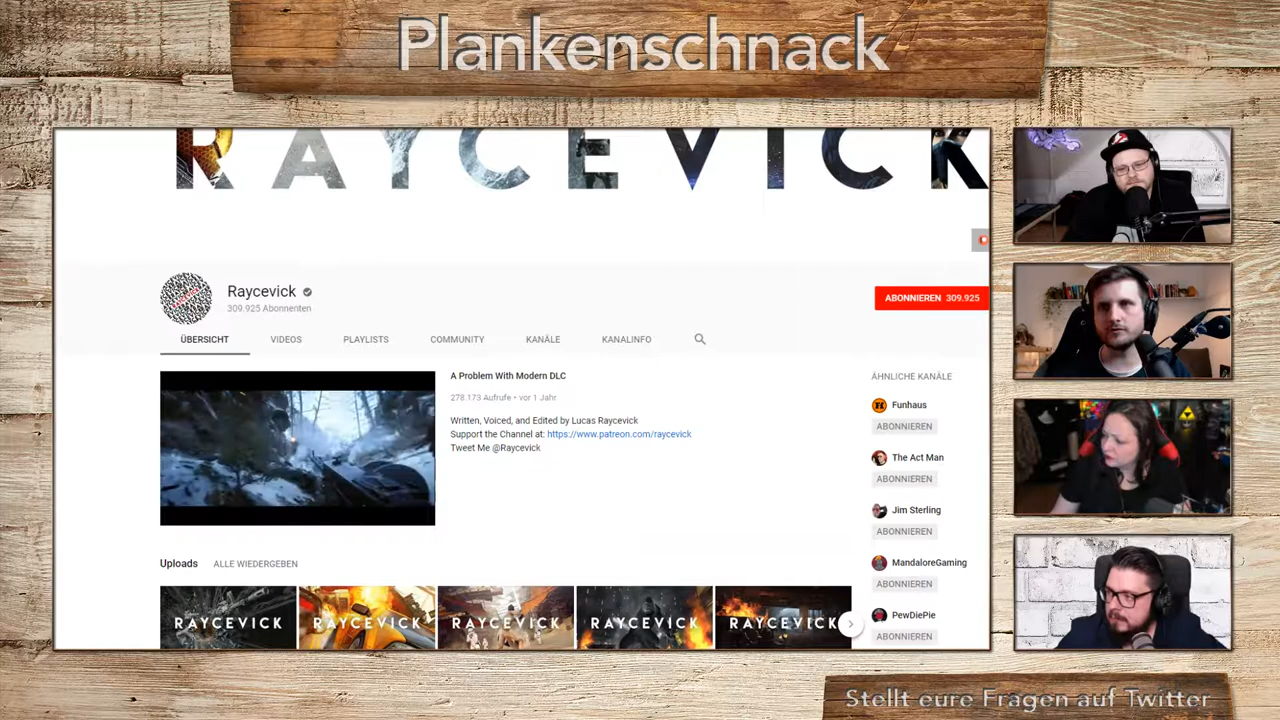 Plankenschnack
RAYCEVICK
Raycevick
309.925 Abonnenten
ABONNIEREN 309.925
ÜBERSICHT VIDEOS PLAYLISTS COMMUNITY KANÄLE KANALINFO
A Problem With Modern DLC
278.173 Aufrufe • vor 1 Jahr
Written, Voiced, and Edited by Lucas Raycevick
Support the Channel at: https://www.patreon.com/raycevick
Tweet Me @Raycevick
ÄHNLICHE KANÄLE
Funhaus
ABONNIEREN
The Act Man
ABONNIEREN
Jim Sterling
ABONNIEREN
MandaloreGaming
ABONNIEREN
PewDiePie
ABONNIEREN
Uploads ALLE WIEDERGEBEN
RAYCEVICK RAYCEVICK RAYCEVICK RAYCEVICK RAYCEVICK
Stellt eure Fragen auf Twitter